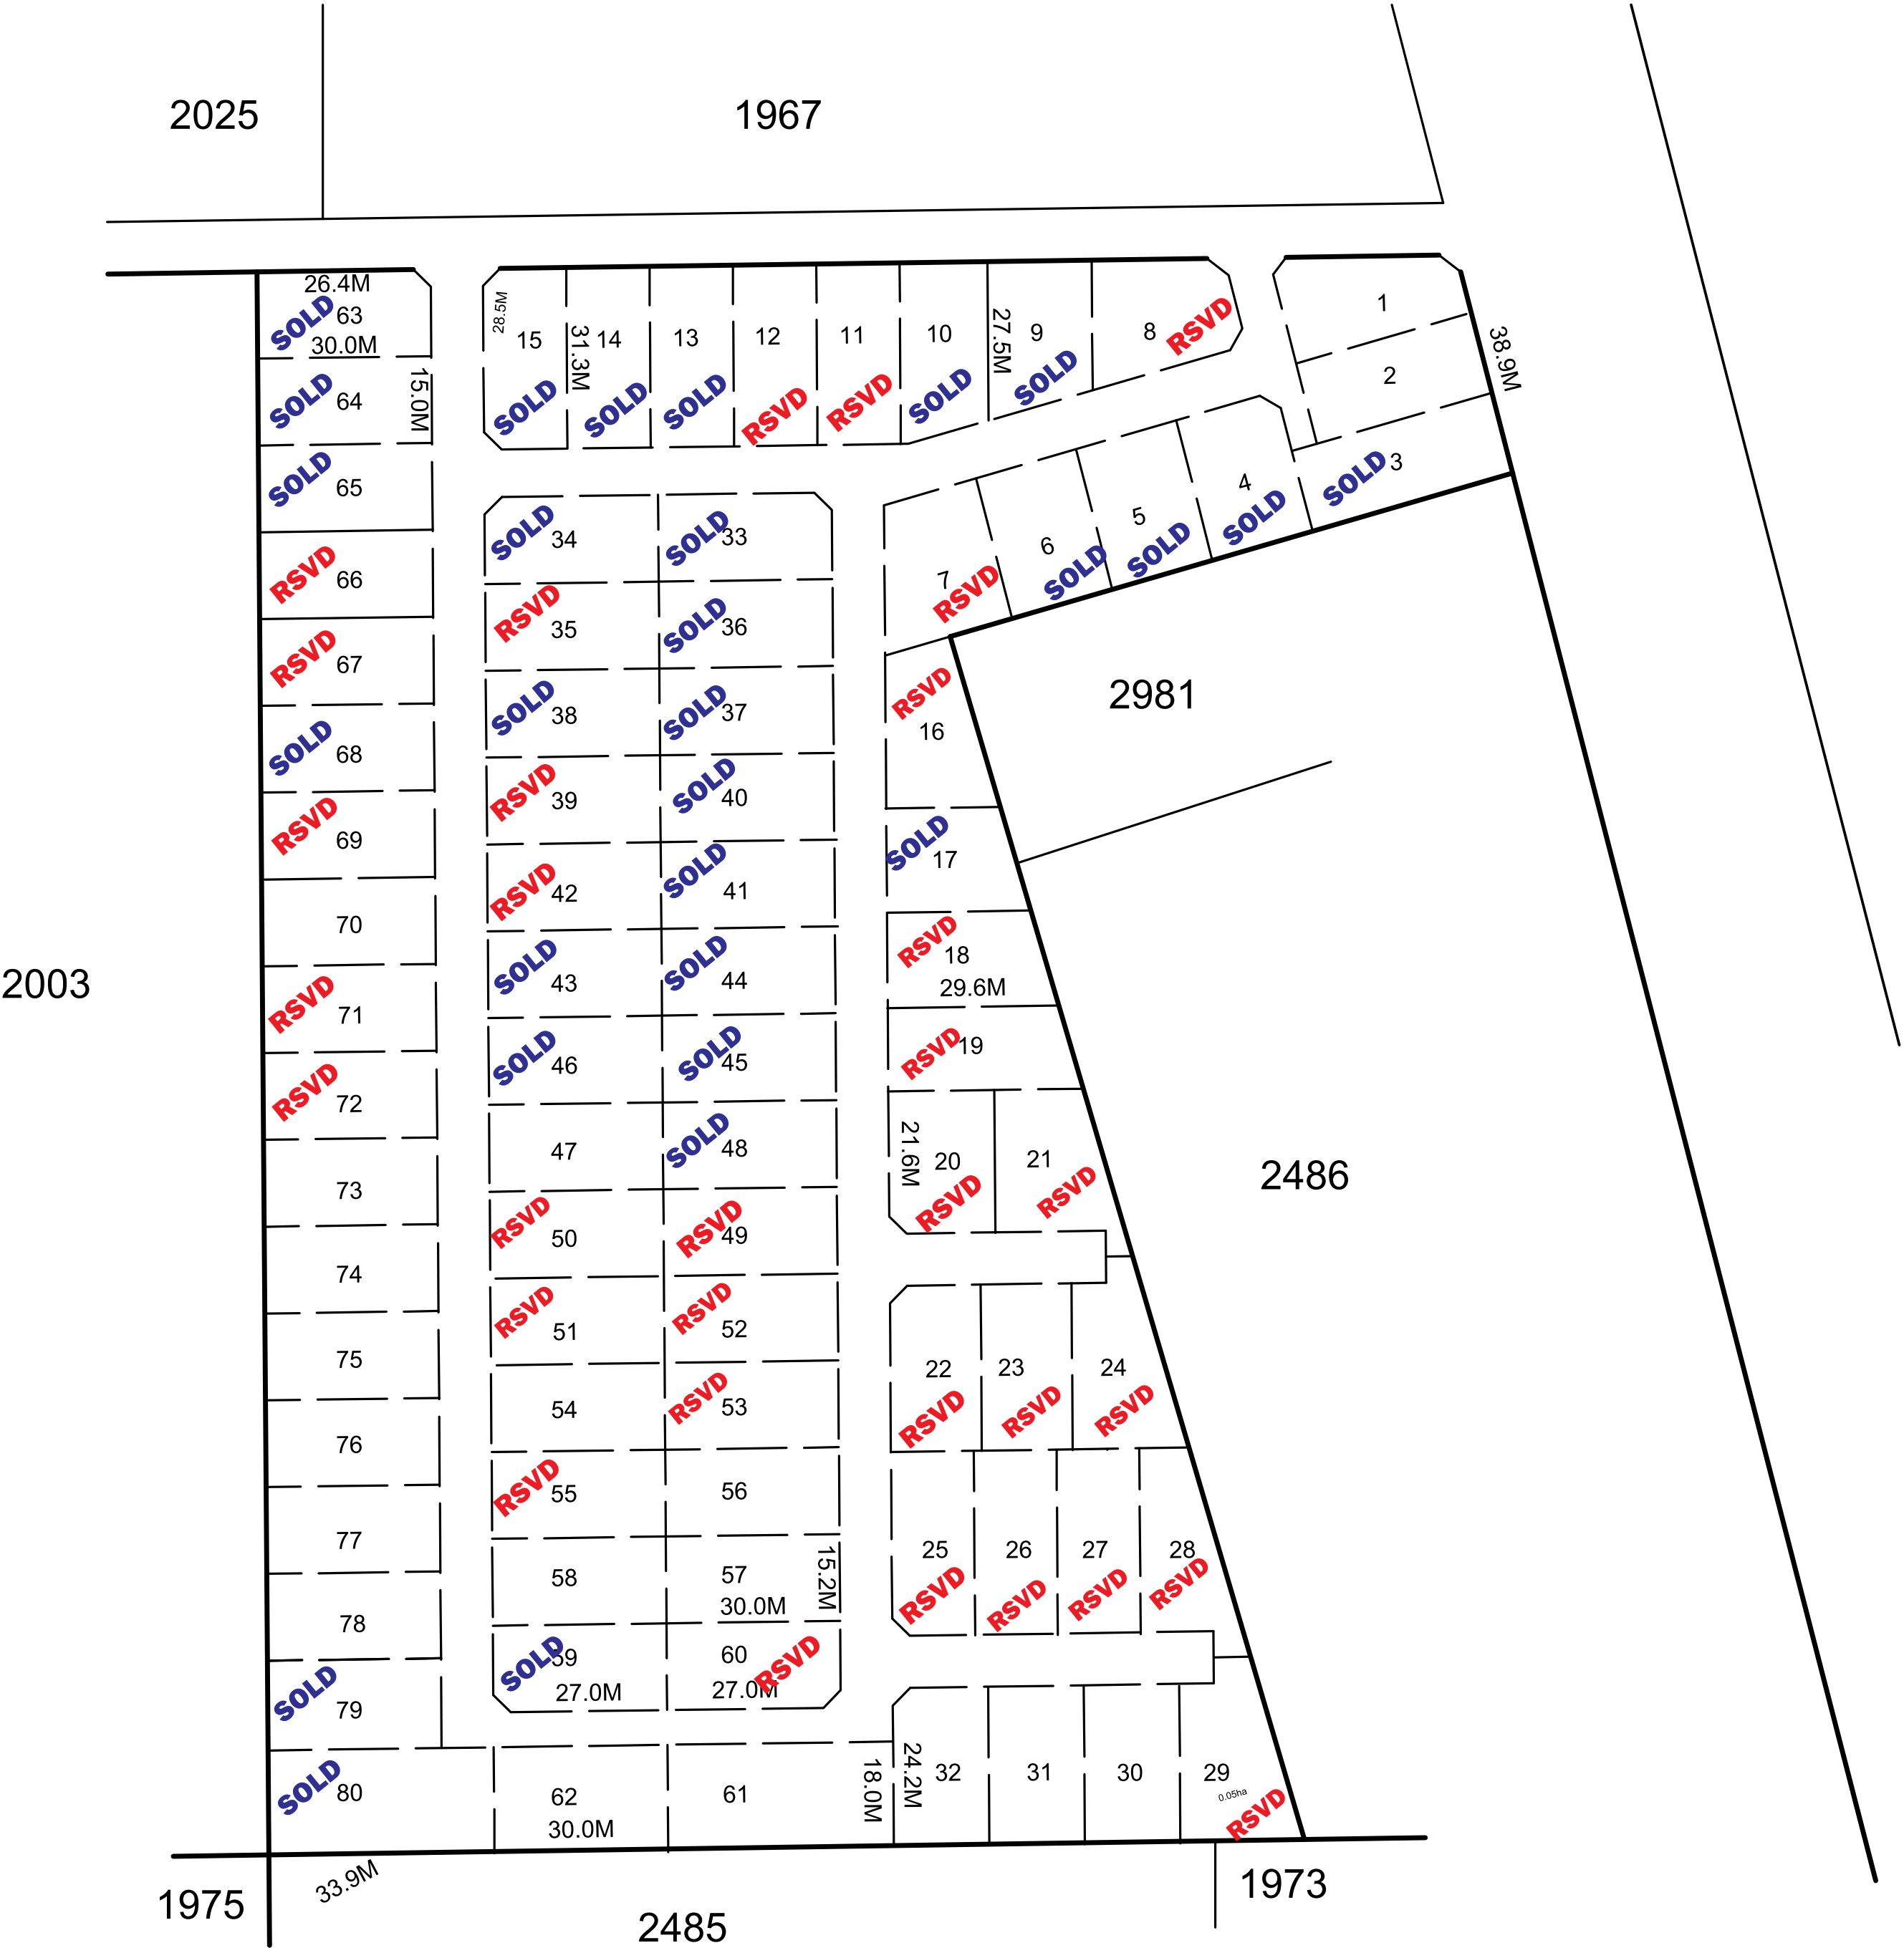 2025
1967
26.4M
SOLD
63
30.0M
SOLD
64
15.0M
SOLD
65
RSVD
66
RSVD
67
SOLD
68
RSVD
69
70
RSVD
71
RSVD
72
73
74
75
76
77
78
SOLD
79
SOLD
80
28.5M
15
SOLD
31.3M
14
SOLD
13
SOLD
12
RSVD
11
RSVD
10
SOLD
27.5M
9
SOLD
8
RSVD
1
38.9M
2
3
SOLD
4
SOLD
5
SOLD
6
SOLD
7
RSVD
SOLD
34
SOLD
33
RSVD
35
SOLD
36
SOLD
38
SOLD
37
RSVD
39
SOLD
40
RSVD
42
SOLD
41
SOLD
43
SOLD
44
SOLD
46
SOLD
45
47
SOLD
48
RSVD
50
RSVD
49
RSVD
51
RSVD
52
54
RSVD
53
RSVD
55
56
58
57
30.0M
15.2M
SOLD
59
27.0M
60
RSVD
27.0M
62
30.0M
61
18.0M
RSVD
16
SOLD
17
RSVD
18
29.6M
RSVD
19
21.6M
20
RSVD
21
RSVD
22
RSVD
23
RSVD
24
RSVD
25
RSVD
26
RSVD
27
RSVD
28
RSVD
24.2M
32
31
30
29
0.05ha
RSVD
2981
2486
2003
33.9M
1975
2485
1973